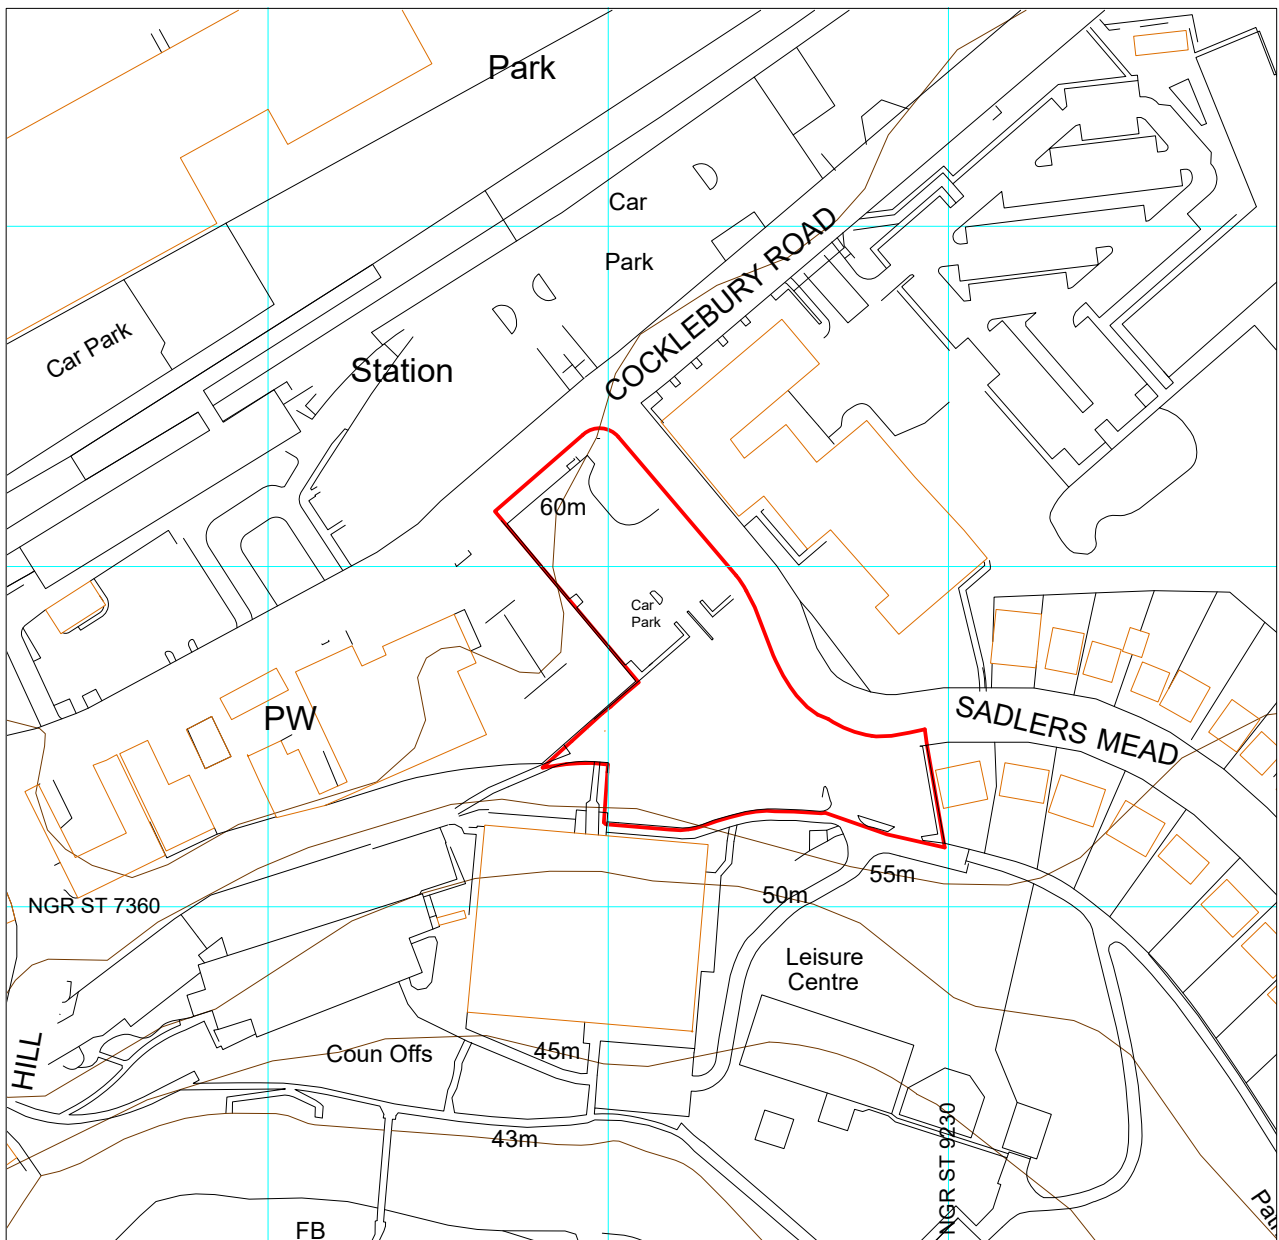 Park
Car
Park
COCKLEBURY ROAD
Car Park
Station
60m
Car
Park
PW
SADLERS MEAD
55m
50m
NGR ST 7360
Leisure
Centre
HILL
Coun Offs
45m
43m
NGR ST 9230
FB